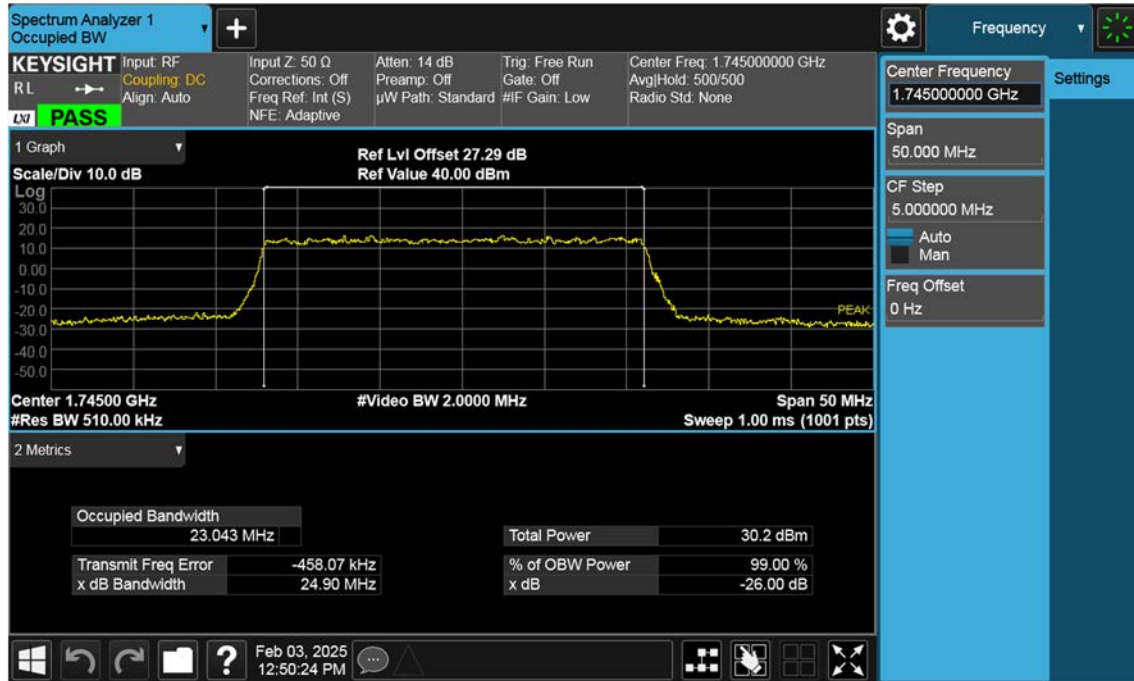 Spectrum Analyzer 1
Occupied BW
+
Frequency
KEYSIGHT
R L
LXI PASS
Input: RF
Coupling: DC
Align: Auto
Input Z: 50 Ω
Corrections: Off
Freq Ref: Int (S)
NFE: Adaptive
Atten: 14 dB
Preamp: Off
µW Path: Standard
Trig: Free Run
Gate: Off
#IF Gain: Low
Center Freq: 1.745000000 GHz
Avg|Hold: 500/500
Radio Std: None
Center Frequency
1.745000000 GHz
Settings
Span
50.000 MHz
CF Step
5.000000 MHz
Auto
Man
Freq Offset
0 Hz
1 Graph
Scale/Div 10.0 dB
Ref Lvl Offset 27.29 dB
Ref Value 40.00 dBm
Log
30.0
20.0
10.0
0.00
-10.0
-20.0
-30.0
-40.0
-50.0
PEAK
Center 1.74500 GHz
#Res BW 510.00 kHz
#Video BW 2.0000 MHz
Span 50 MHz
Sweep 1.00 ms (1001 pts)
2 Metrics
Occupied Bandwidth
23.043 MHz
Total Power 30.2 dBm
Transmit Freq Error -458.07 kHz
% of OBW Power 99.00 %
x dB Bandwidth 24.90 MHz
x dB -26.00 dB
?
Feb 03, 2025
12:50:24 PM